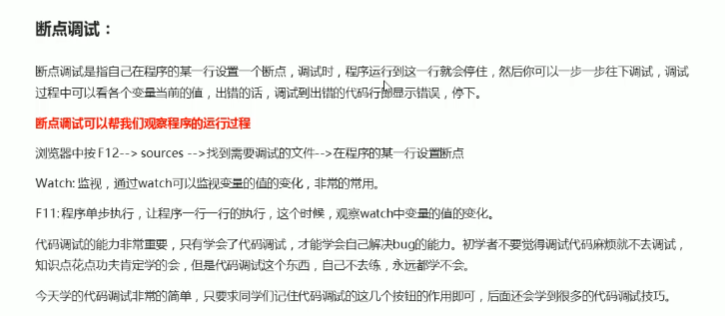 断点调试：
断点调试是指自己在程序的某一行设置一个断点，调试时，程序运行到这一行就会停住，然后你可以一步一步往下调试，调试
过程中可以看各个变量当前的值，出错的话，调试到出错的代码行即显示错误，停下。
断点调试可以帮我们观察程序的运行过程
浏览器中按 F12--> sources -->找到需要调试的文件-->在程序的某一行设置断点
Watch: 监视，通过watch可以监视变量的值的变化，非常的常用。
F11: 程序单步执行，让程序一行一行的执行，这个时候，观察watch中变量的值的变化。
代码调试的能力非常重要，只有学会了代码调试，才能学会自己解决bug的能力。初学者不要觉得调试代码麻烦就不去调试，
知识点花点功夫肯定学的会，但是代码调试这个东西，自己不去练，永远都学不会。
今天学的代码调试非常的简单，只要求同学们记住代码调试的这几个按钮的作用即可，后面还会学到很多的代码调试技巧。